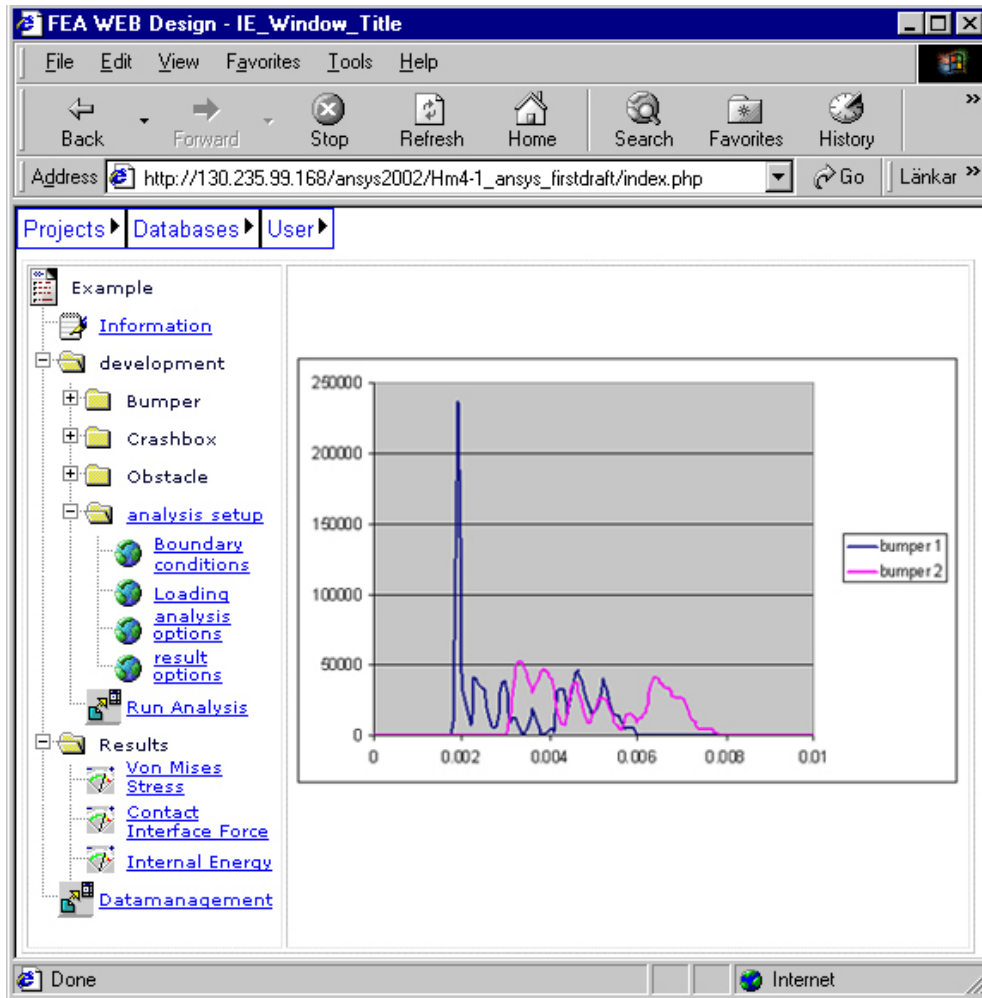 FEA WEB Design - IE_Window_Title
File Edit View Favorites Tools Help
Back Forward Stop Refresh Home Search Favorites History »
Address http://130.235.99.168/ansys2002/Hm4-1_ansys_firstdraft/index.php Go Länkar »
Projects Databases User
Example
Information
development
Bumper
Crashbox
Obstacle
analysis setup
Boundary
conditions
Loading
analysis
options
result
options
Run Analysis
Results
Von Mises
Stress
Contact
Interface Force
Internal Energy
Datamanagement
250000
200000
150000
100000
50000
0
0 0.002 0.004 0.006 0.008 0.01
bumper 1
bumper 2
Done Internet